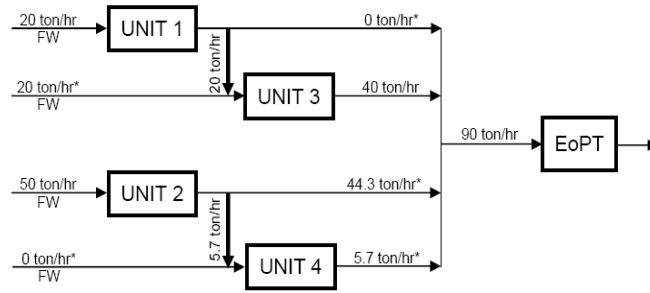 20 ton/hr
FW
UNIT 1
0 ton/hr*
20 ton/hr
20 ton/hr*
FW
UNIT 3
40 ton/hr
90 ton/hr
EoPT
50 ton/hr
FW
UNIT 2
44.3 ton/hr*
5.7 ton/hr
0 ton/hr*
FW
UNIT 4
5.7 ton/hr*